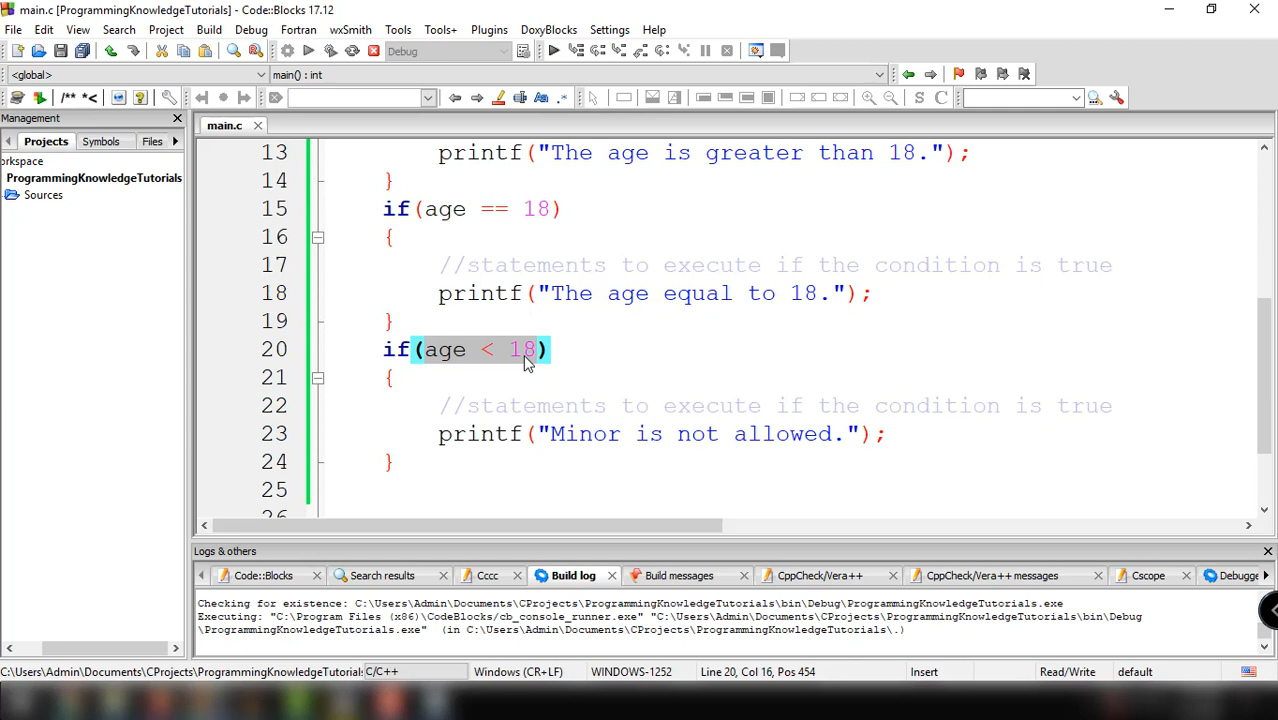 main.c [ProgrammingKnowledgeTutorials] - Code::Blocks 17.12
File Edit View Search Project Build Debug Fortran wxSmith Tools Tools+ Plugins DoxyBlocks Settings Help
Debug
<global> main() : int
/** *< S C
Management
Projects Symbols Files
orkspace
ProgrammingKnowledgeTutorials
Sources
main.c
13 printf("The age is greater than 18.");
14 }
15 if(age == 18)
16 {
17 //statements to execute if the condition is true
18 printf("The age equal to 18.");
19 }
20 if(age < 18)
21 {
22 //statements to execute if the condition is true
23 printf("Minor is not allowed.");
24 }
25
26
Logs & others
Code::Blocks Search results Cccc Build log Build messages CppCheck/Vera++ CppCheck/Vera++ messages Cscope Debugge
Checking for existence: C:\Users\Admin\Documents\CProjects\ProgrammingKnowledgeTutorials\bin\Debug\ProgrammingKnowledgeTutorials.exe
Executing: "C:\Program Files (x86)\CodeBlocks/cb_console_runner.exe" "C:\Users\Admin\Documents\CProjects\ProgrammingKnowledgeTutorials\bin\Debug
\ProgrammingKnowledgeTutorials.exe" (in C:\Users\Admin\Documents\CProjects\ProgrammingKnowledgeTutorials\.)
C:\Users\Admin\Documents\CProjects\ProgrammingKnowledgeTutorials C/C++ Windows (CR+LF) WINDOWS-1252 Line 20, Col 16, Pos 454 Insert Read/Write default